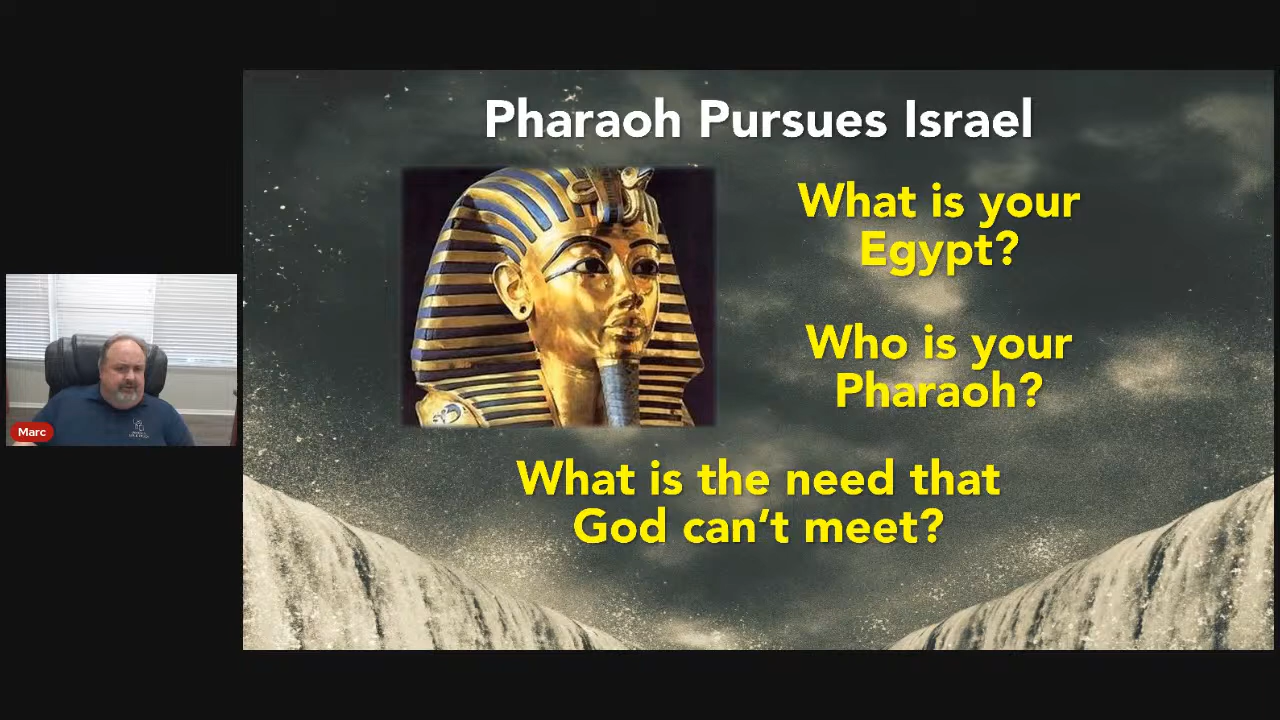 Pharaoh Pursues Israel
What is your
Egypt?
Who is your
Pharaoh?
What is the need that
God can’t meet?
Marc